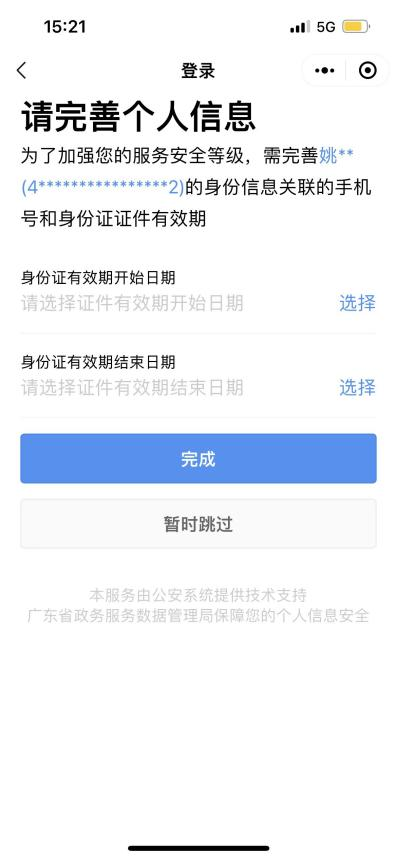 15:21
5G
登录
请完善个人信息
为了加强您的服务安全等级，需完善姚**
(4****************2)的身份信息关联的手机
号和身份证证件有效期
身份证有效期开始日期
请选择证件有效期开始日期 选择
身份证有效期结束日期
请选择证件有效期结束日期 选择
完成
暂时跳过
本服务由公安系统提供技术支持
广东省政务服务数据管理局保障您的个人信息安全